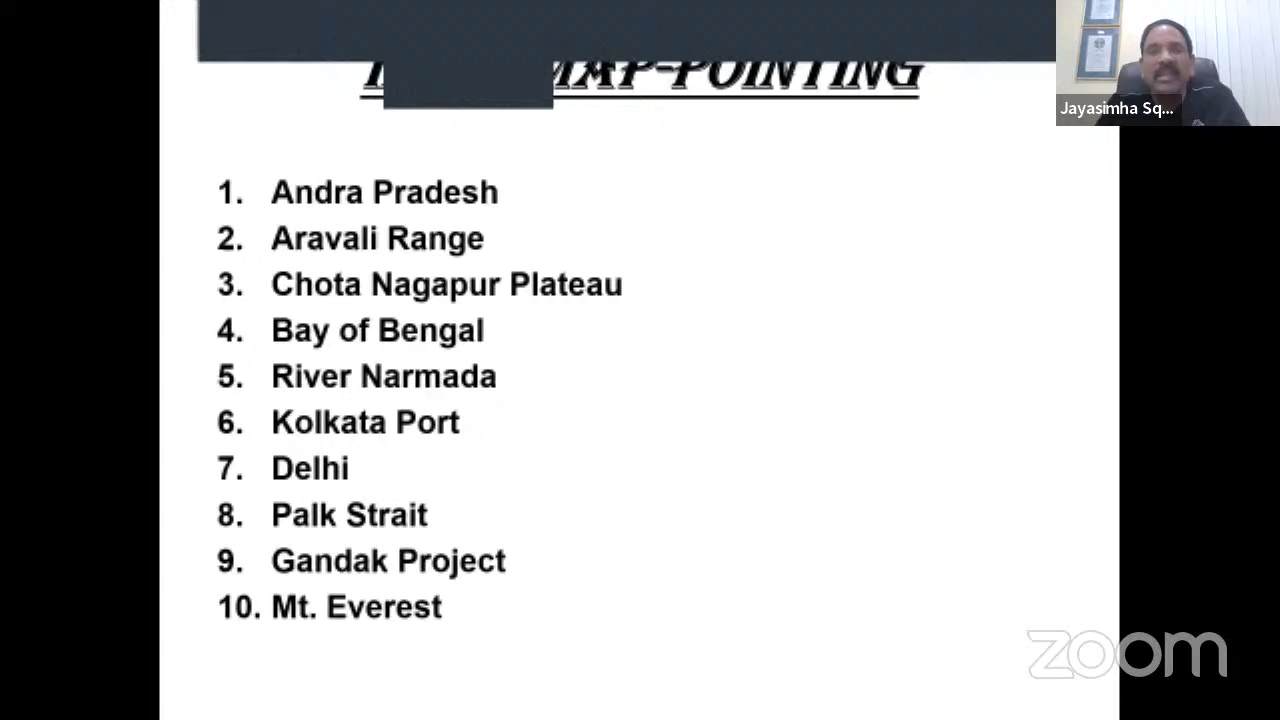 MAP-POINTING
Jayasimha Sq...
1. Andra Pradesh
2. Aravali Range
3. Chota Nagapur Plateau
4. Bay of Bengal
5. River Narmada
6. Kolkata Port
7. Delhi
8. Palk Strait
9. Gandak Project
10. Mt. Everest
zoom